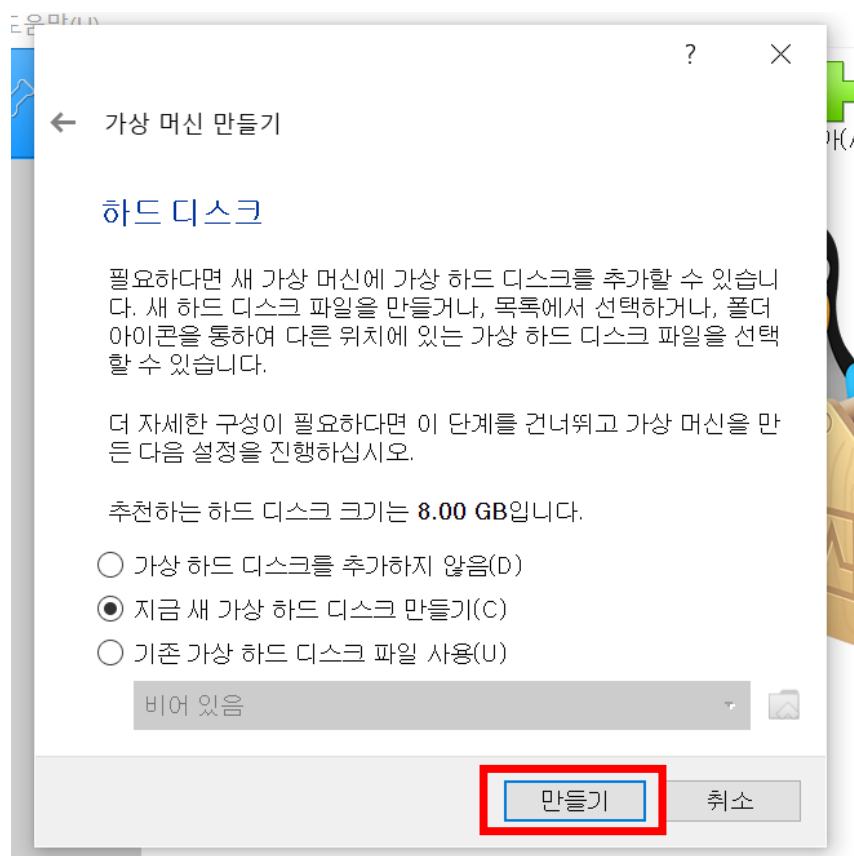 도움말(H)
?
가상 머신 만들기
하드 디스크
필요하다면 새 가상 머신에 가상 하드 디스크를 추가할 수 있습니
다. 새 하드 디스크 파일을 만들거나, 목록에서 선택하거나, 폴더
아이콘을 통하여 다른 위치에 있는 가상 하드 디스크 파일을 선택
할 수 있습니다.
더 자세한 구성이 필요하다면 이 단계를 건너뛰고 가상 머신을 만
든 다음 설정을 진행하십시오.
추천하는 하드 디스크 크기는 8.00 GB입니다.
가상 하드 디스크를 추가하지 않음(D)
지금 새 가상 하드 디스크 만들기(C)
기존 가상 하드 디스크 파일 사용(U)
비어 있음
만들기 취소